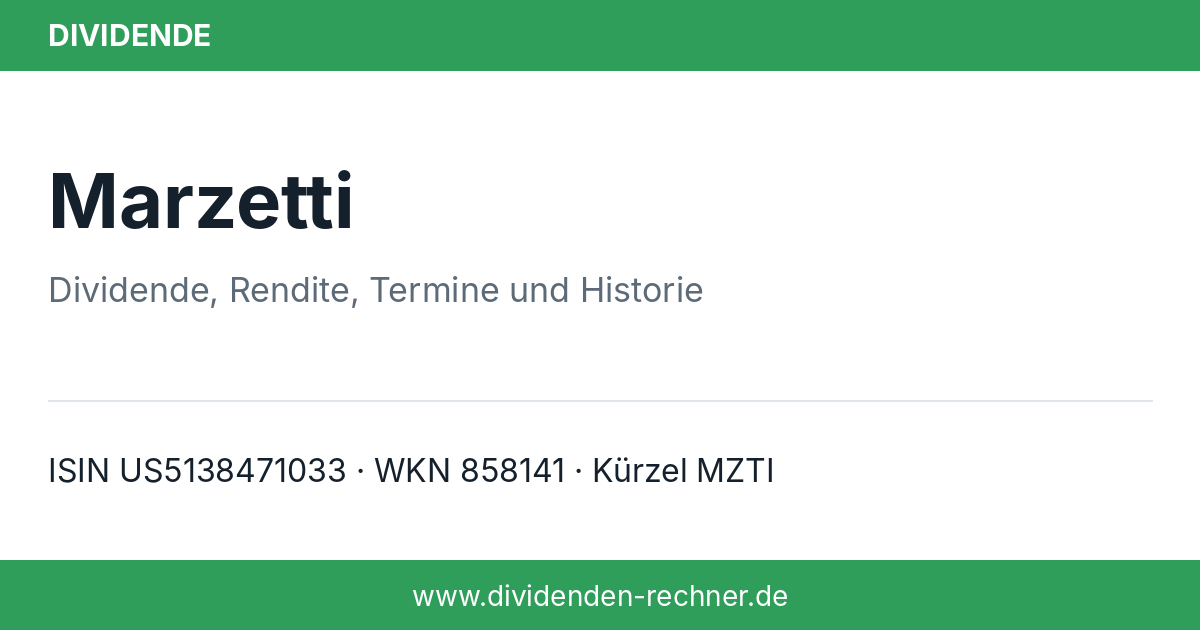 DIVIDENDE
Marzetti
Dividende, Rendite, Termine und Historie
ISIN US5138471033 · WKN 858141 · Kürzel MZTI
www.dividenden-rechner.de